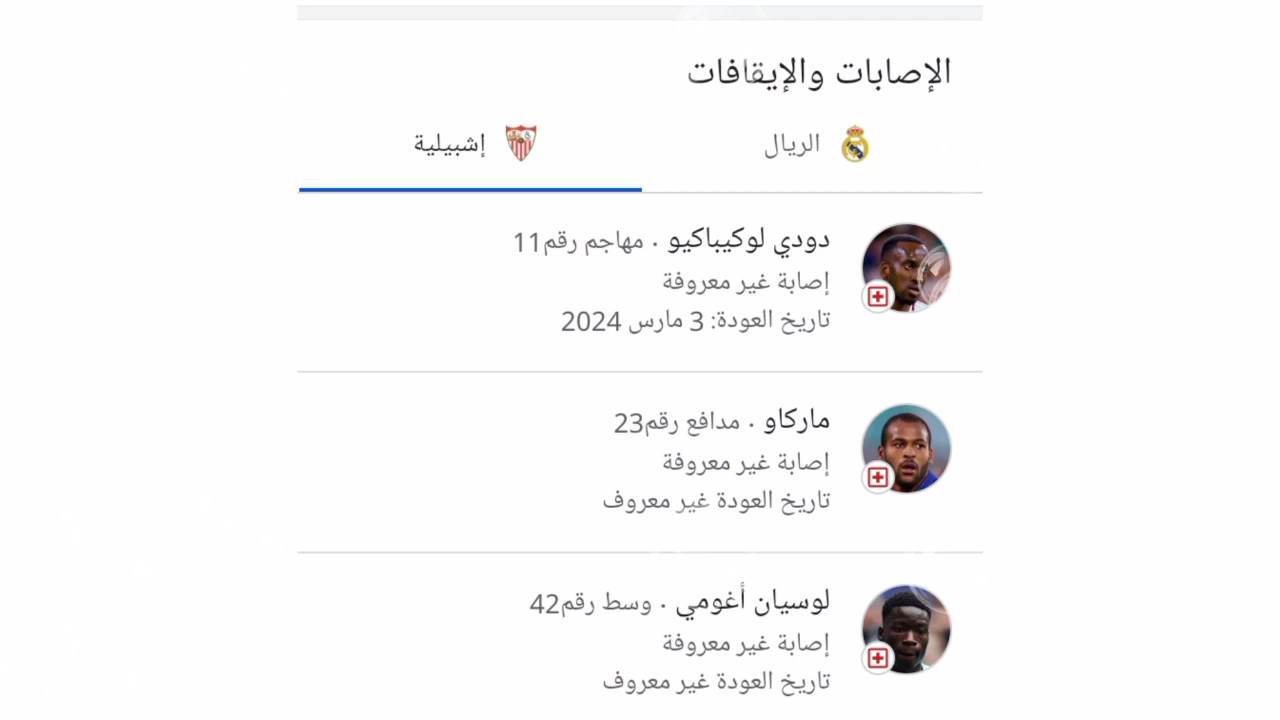 الإصابات والإيقافات
الريال
إشبيلية
دودي لوكيباكيو · مهاجم رقم11
إصابة غير معروفة
تاريخ العودة: 3 مارس 2024
ماركاو · مدافع رقم23
إصابة غير معروفة
تاريخ العودة غير معروف
لوسيان أغومي · وسط رقم42
إصابة غير معروفة
تاريخ العودة غير معروف